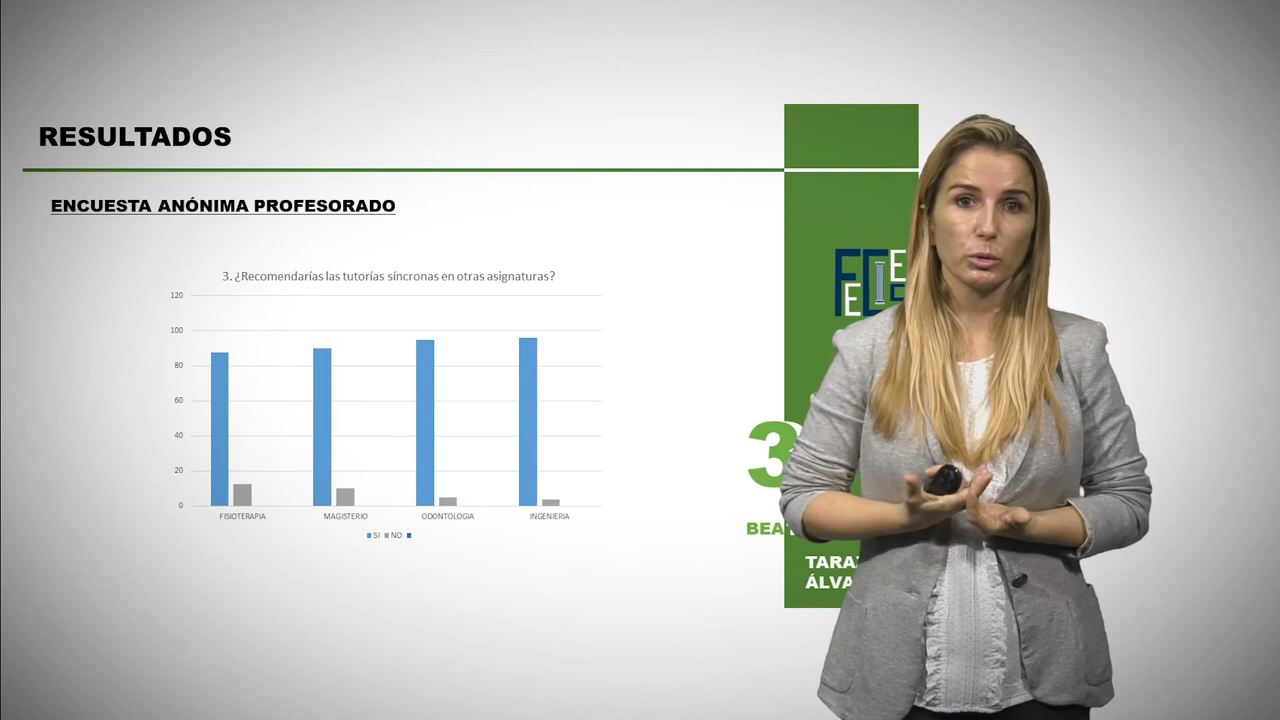 RESULTADOS
ENCUESTA ANÓNIMA PROFESORADO
3. ¿Recomendarías las tutorías síncronas en otras asignaturas?
120
100
80
60
40
20
0
FISIOTERAPIA MAGISTERIO ODONTOLOGIA INGENIERIA
SI NO
3